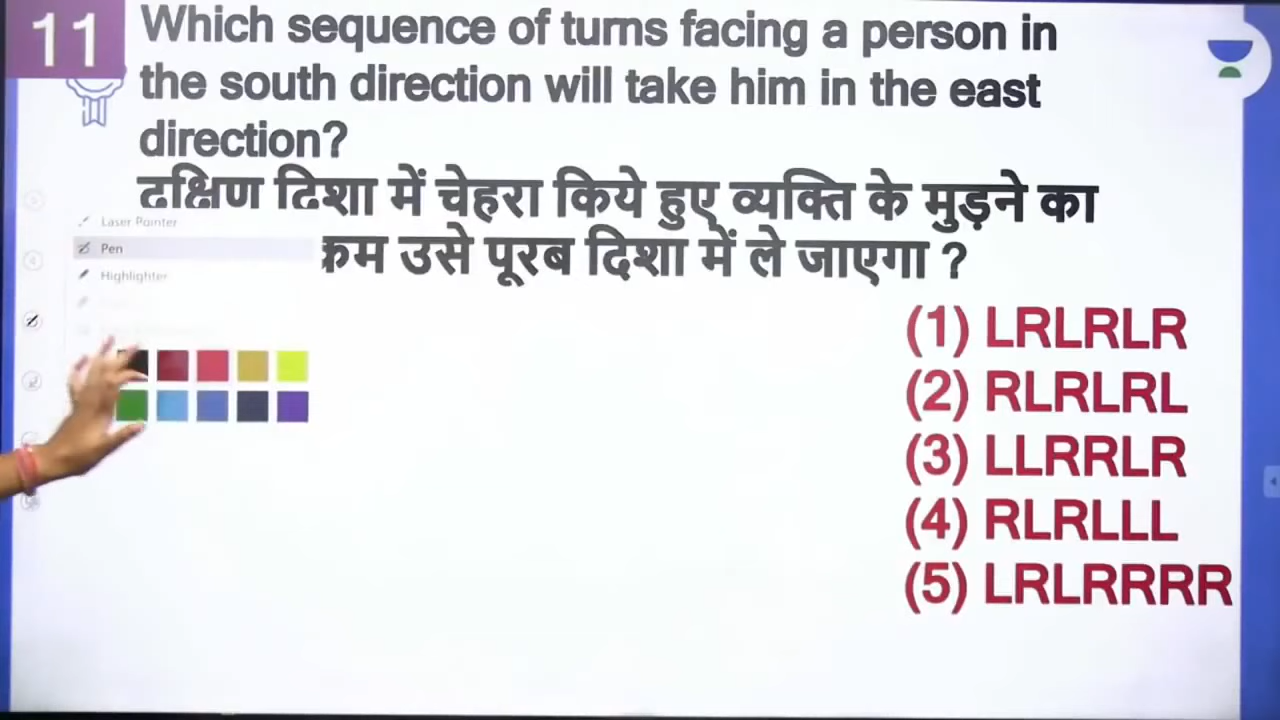 11
Which sequence of turns facing a person in
the south direction will take him in the east
direction?
दक्षिण दिशा में चेहरा किये हुए व्यक्ति के मुड़ने का
क्रम उसे पूरब दिशा में ले जाएगा ?
Laser Pointer
Pen
Highlighter
(1) LRLRLR
(2) RLRLRL
(3) LLRRLR
(4) RLRLLL
(5) LRLRRRR